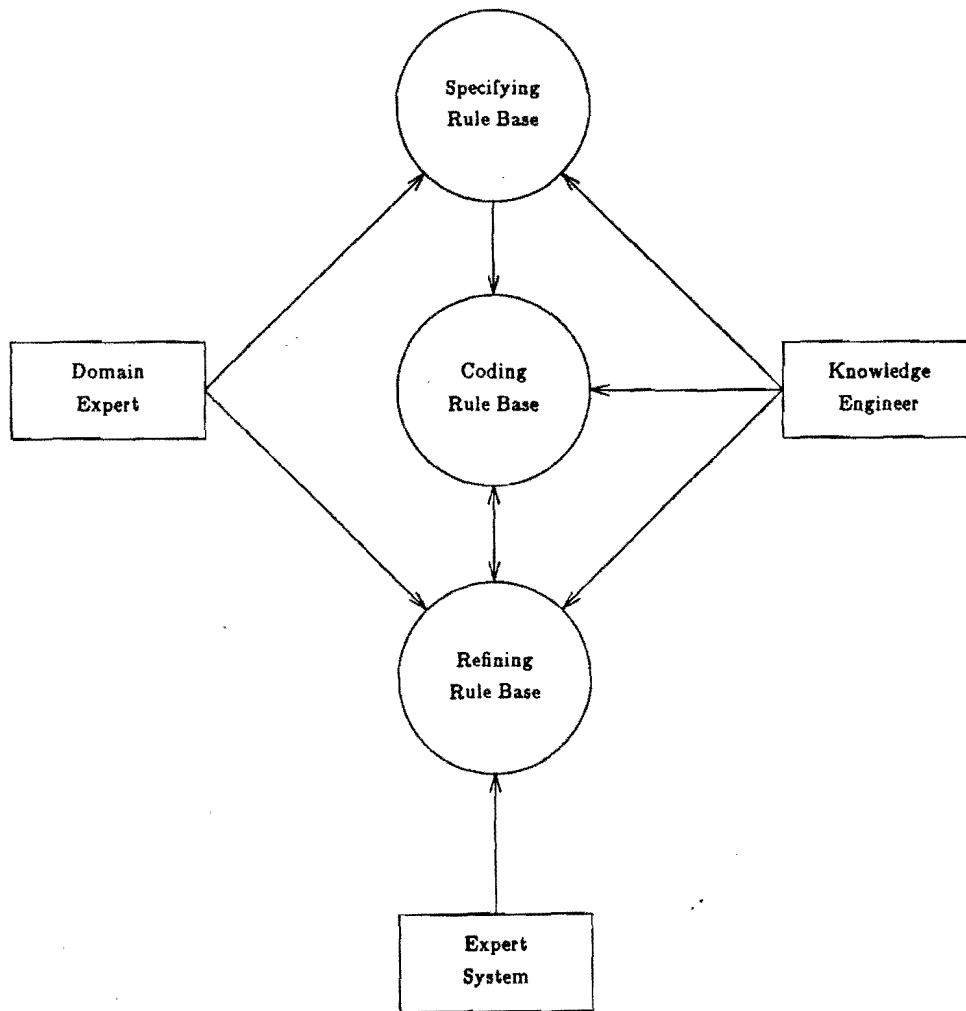 Specifying
Rule Base
Domain
Expert
Coding
Rule Base
Knowledge
Engineer
Refining
Rule Base
Expert
System